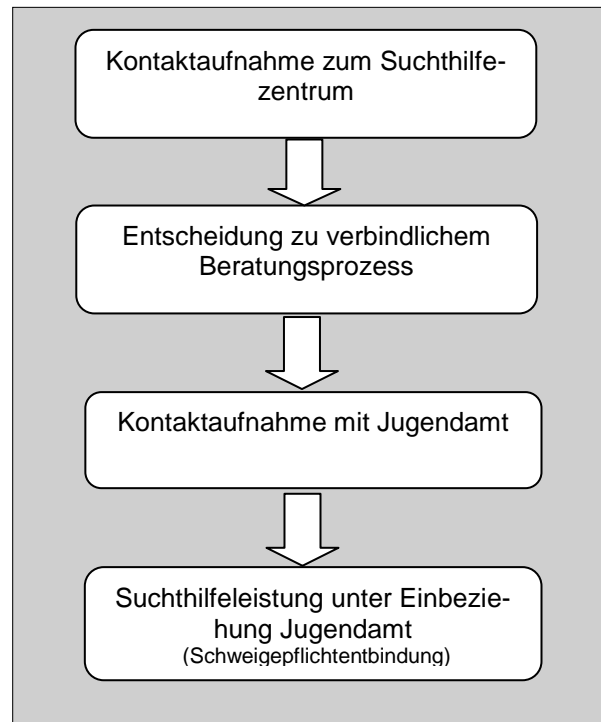 Kontaktaufnahme zum Suchthilfe-
zentrum
Entscheidung zu verbindlichem
Beratungsprozess
Kontaktaufnahme mit Jugendamt
Suchthilfeleistung unter Einbezie-
hung Jugendamt
(Schweigepflichtentbindung)